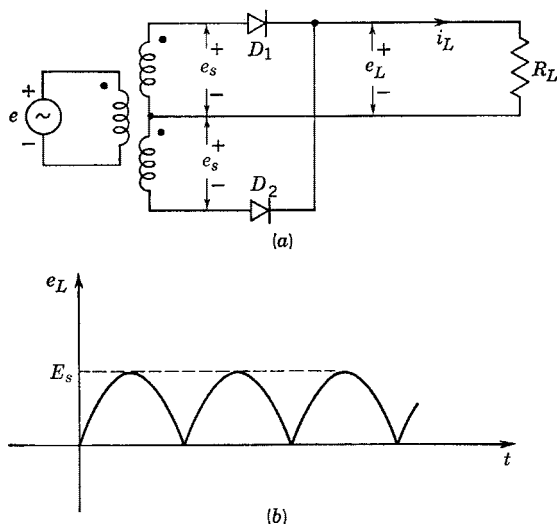 +
e_s
−
D_1
+
e_L
−
i_L
R_L
+
e
~
−
+
e_s
−
D_2
(a)
e_L
E_s
t
(b)